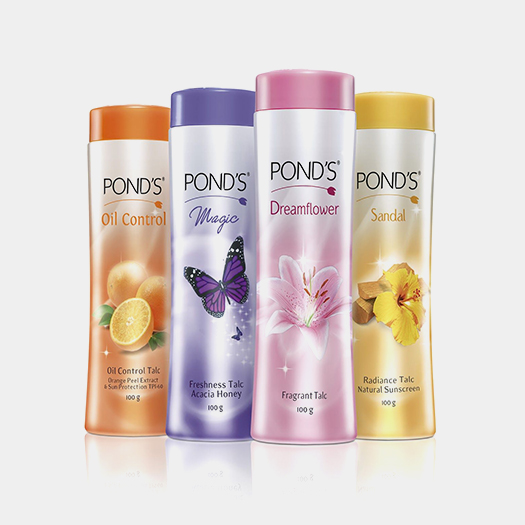 POND'S®
Oil Control
Oil Control Talc
Orange Peel Extract
100 g
POND'S®
Magic
Freshness Talc
Acacia Honey
100 g
POND'S®
Dreamflower
Fragrant Talc
100 g
POND'S®
Sandal
Radiance Talc
Natural Sunscreen
100 g